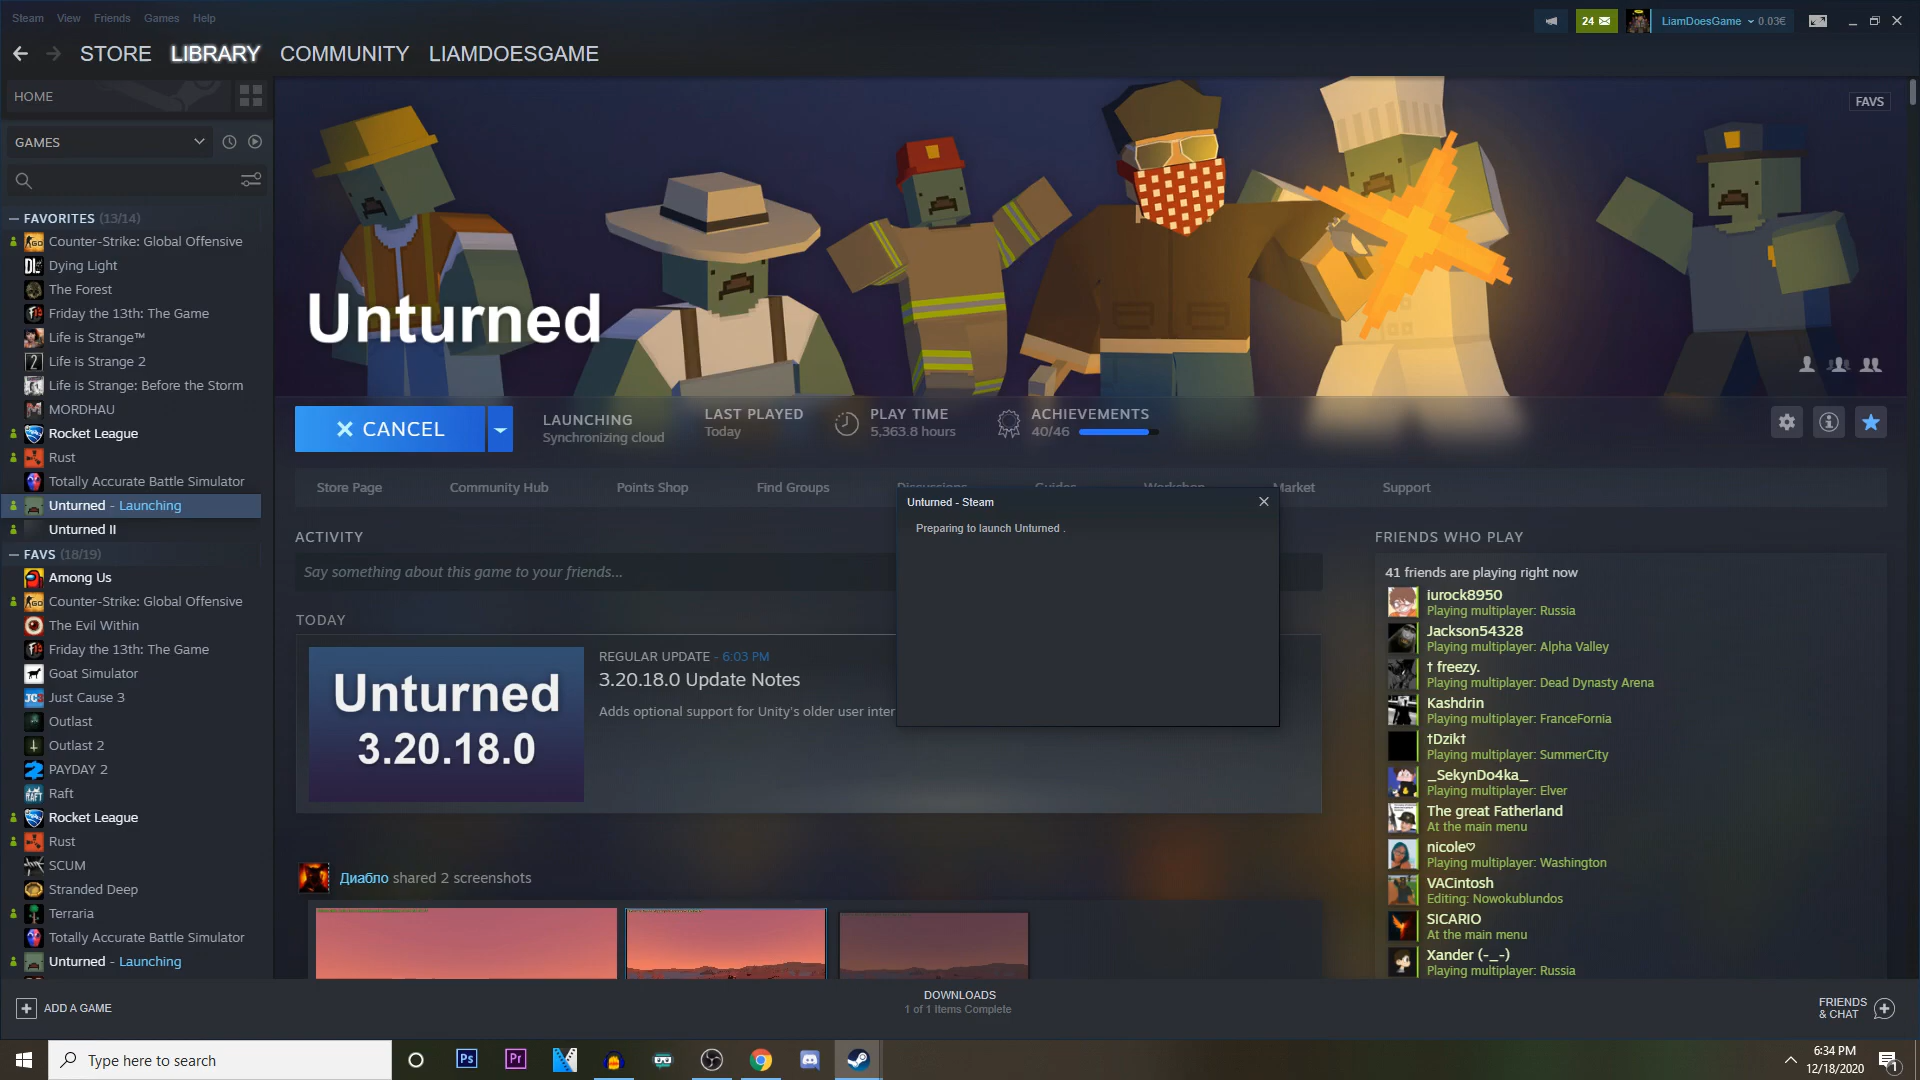 Steam View Friends Games Help
24
LiamDoesGame 0.03€
STORE LIBRARY COMMUNITY LIAMDOESGAME
HOME
FAVS
GAMES
FAVORITES (13/14)
Counter-Strike: Global Offensive
Dying Light
The Forest
Friday the 13th: The Game
Life is Strange™
Life is Strange 2
Life is Strange: Before the Storm
MORDHAU
Rocket League
Rust
Totally Accurate Battle Simulator
Unturned - Launching
Unturned II
FAVS (18/19)
Among Us
Counter-Strike: Global Offensive
The Evil Within
Friday the 13th: The Game
Goat Simulator
Just Cause 3
Outlast
Outlast 2
PAYDAY 2
Raft
Rocket League
Rust
SCUM
Stranded Deep
Terraria
Totally Accurate Battle Simulator
Unturned - Launching
Unturned
CANCEL
LAUNCHING
Synchronizing cloud
LAST PLAYED
Today
PLAY TIME
5,363.8 hours
ACHIEVEMENTS
40/46
Store Page Community Hub Points Shop Find Groups Discussions Guides Workshop Market Support
Unturned - Steam
Preparing to launch Unturned .
ACTIVITY
Say something about this game to your friends...
TODAY
Unturned
3.20.18.0
REGULAR UPDATE - 6:03 PM
3.20.18.0 Update Notes
Adds optional support for Unity's older user inter
Диабло shared 2 screenshots
FRIENDS WHO PLAY
41 friends are playing right now
iurock8950
Playing multiplayer: Russia
Jackson54328
Playing multiplayer: Alpha Valley
† freezy.
Playing multiplayer: Dead Dynasty Arena
Kashdrin
Playing multiplayer: FranceFornia
†Dzik†
Playing multiplayer: SummerCity
_SekynDo4ka_
Playing multiplayer: Elver
The great Fatherland
At the main menu
nicole♡
Playing multiplayer: Washington
VACintosh
Editing: Nowokublundos
SICARIO
At the main menu
Xander (-_-)
Playing multiplayer: Russia
ADD A GAME
DOWNLOADS
1 of 1 Items Complete
FRIENDS
& CHAT
Type here to search
Ps
Pr
6:34 PM
12/18/2020
1